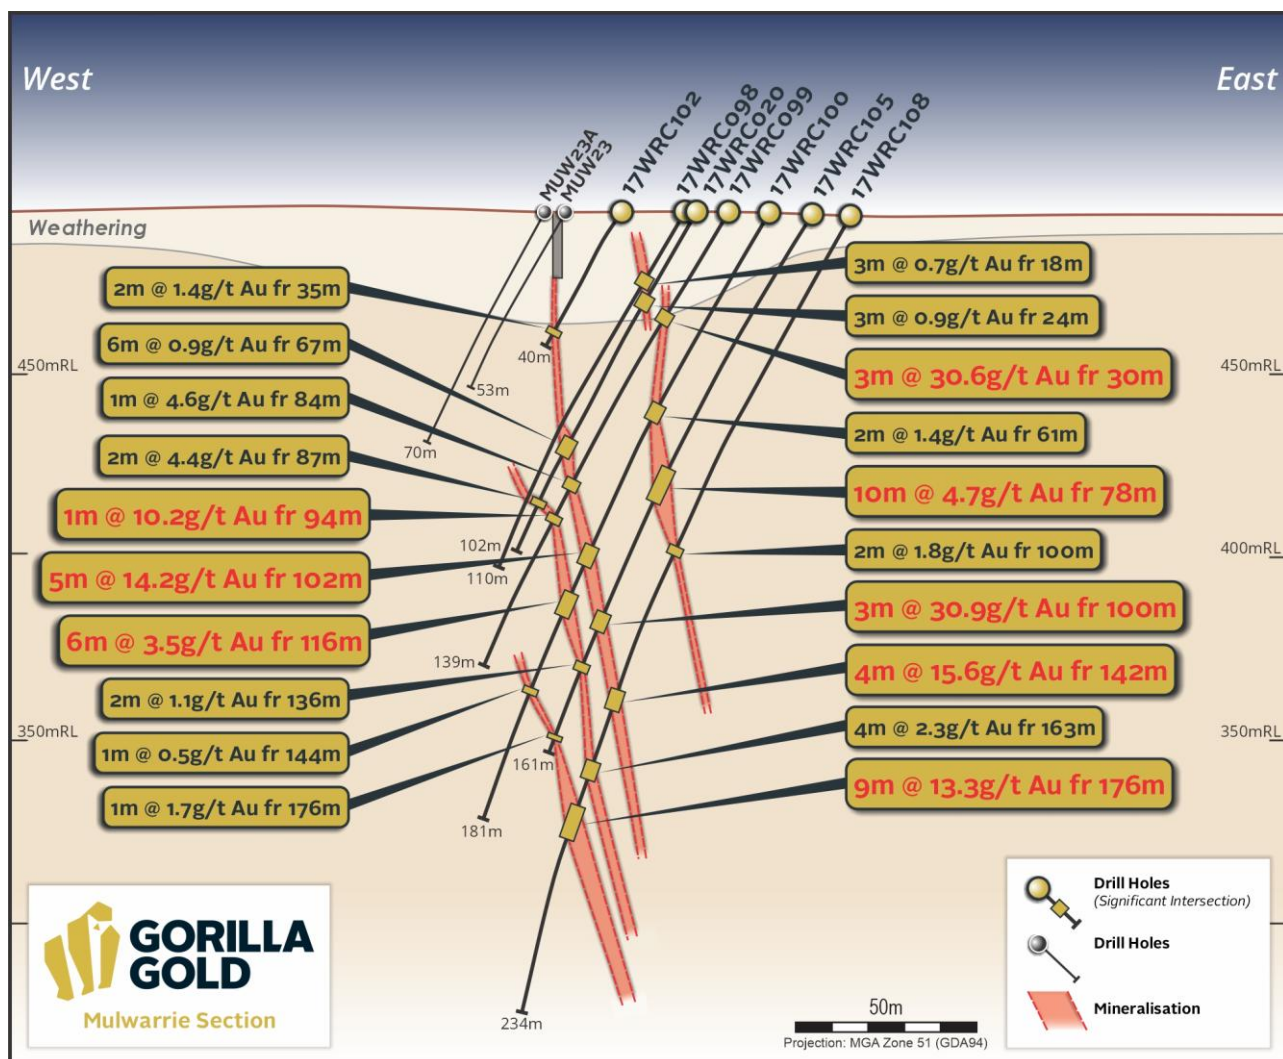 West
East
MUW23A
MUW23
17WRC102
17WRC098
17WRC020
17WRC099
17WRC100
17WRC105
17WRC108
Weathering
2m @ 1.4g/t Au fr 35m
6m @ 0.9g/t Au fr 67m
1m @ 4.6g/t Au fr 84m
2m @ 4.4g/t Au fr 87m
1m @ 10.2g/t Au fr 94m
5m @ 14.2g/t Au fr 102m
6m @ 3.5g/t Au fr 116m
2m @ 1.1g/t Au fr 136m
1m @ 0.5g/t Au fr 144m
1m @ 1.7g/t Au fr 176m
3m @ 0.7g/t Au fr 18m
3m @ 0.9g/t Au fr 24m
3m @ 30.6g/t Au fr 30m
2m @ 1.4g/t Au fr 61m
10m @ 4.7g/t Au fr 78m
2m @ 1.8g/t Au fr 100m
3m @ 30.9g/t Au fr 100m
4m @ 15.6g/t Au fr 142m
4m @ 2.3g/t Au fr 163m
9m @ 13.3g/t Au fr 176m
450mRL
350mRL
450mRL
400mRL
350mRL
40m
53m
70m
102m
110m
139m
161m
181m
234m
GORILLA
GOLD
Mulwarrie Section
50m
Projection: MGA Zone 51 (GDA94)
Drill Holes
(Significant Intersection)
Drill Holes
Mineralisation